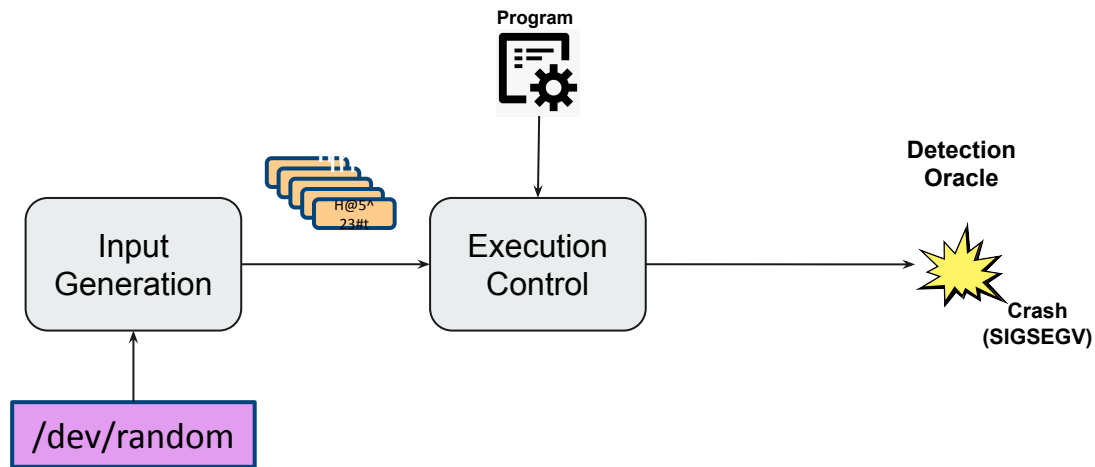 Program
Detection
Oracle
H@5^
23#t
Input
Generation
Execution
Control
Crash
(SIGSEGV)
/dev/random